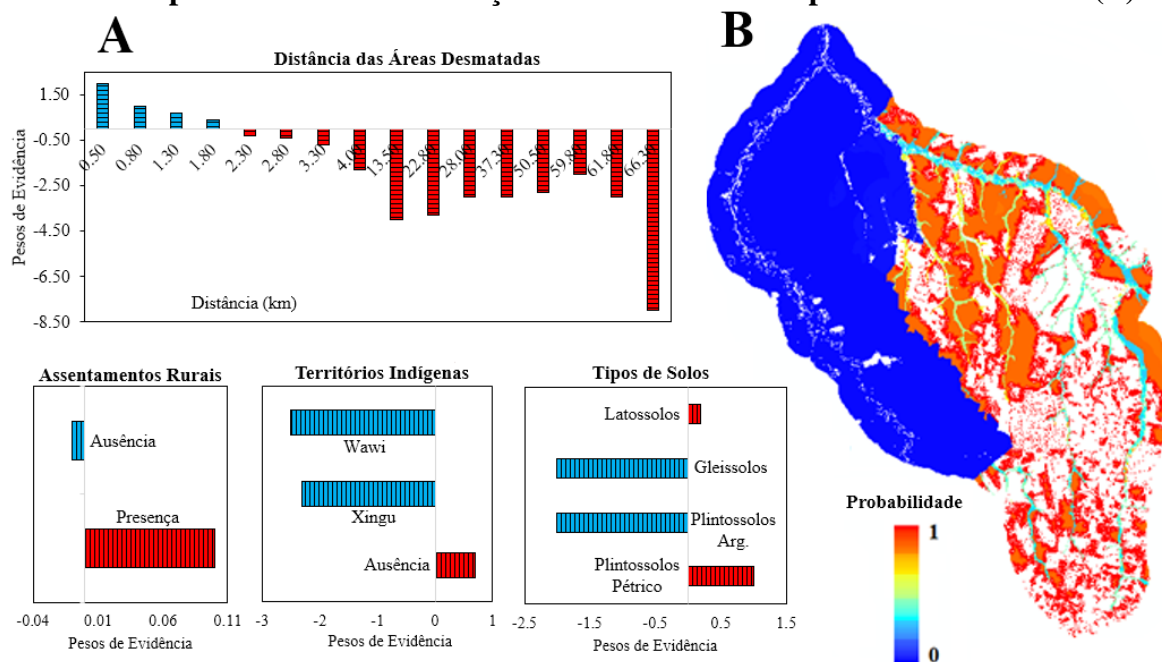 A
B
Distância das Áreas Desmatadas
Pesos de Evidência
1.50
-0.50
-2.50
-4.50
-6.50
-8.50
0.50 0.80 1.30 1.80 2.30 2.80 3.30 4.00 13.50 22.80 28.00 37.30 50.50 59.80 61.80 66.30
Distância (km)
Assentamentos Rurais
Ausência
Presença
-0.04 0.01 0.06 0.11
Pesos de Evidência
Territórios Indígenas
Wawi
Xingu
Ausência
-3 -2 -1 0 1
Pesos de Evidência
Tipos de Solos
Latossolos
Gleissolos
Plintossolos
Arg.
Plintossolos
Pétrico
-2.5 -1.5 -0.5 0.5 1.5
Pesos de Evidência
Probabilidade
1
0